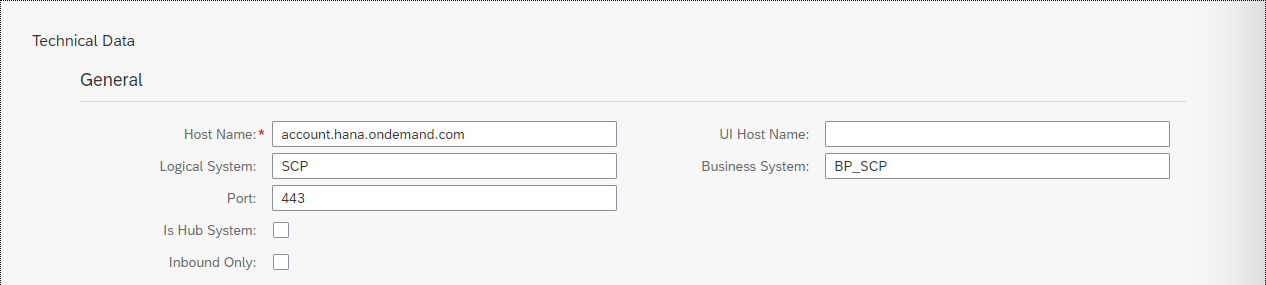 Technical Data
General
Host Name:* account.hana.ondemand.com UI Host Name:
Logical System: SCP Business System: BP_SCP
Port: 443
Is Hub System:
Inbound Only: